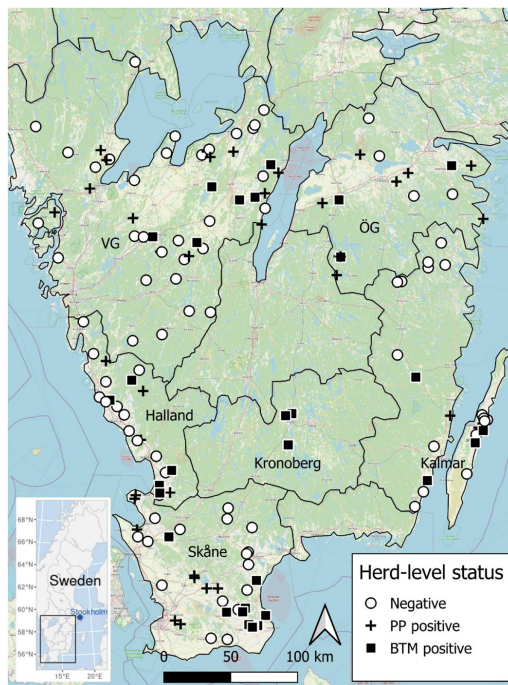 VG
ÖG
Halland
Kronoberg
Kalmar
Skåne
68°N
66°N
64°N
62°N
60°N
58°N
56°N
Sweden
Stockholm
15°E
20°E
0 50 100 km
Herd-level status
Negative
PP positive
BTM positive